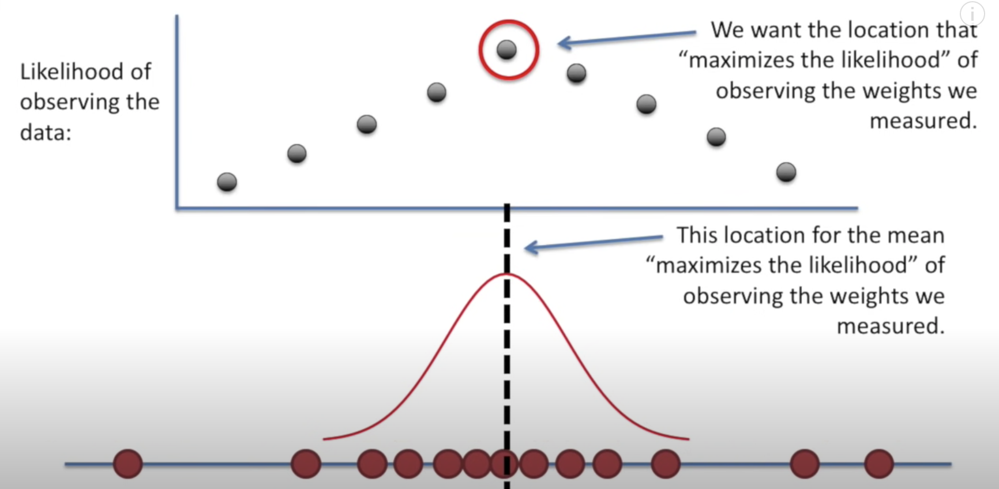 We want the location that
“maximizes the likelihood” of
observing the weights we
measured.
Likelihood of
observing the
data:
This location for the mean
“maximizes the likelihood” of
observing the weights we
measured.
i